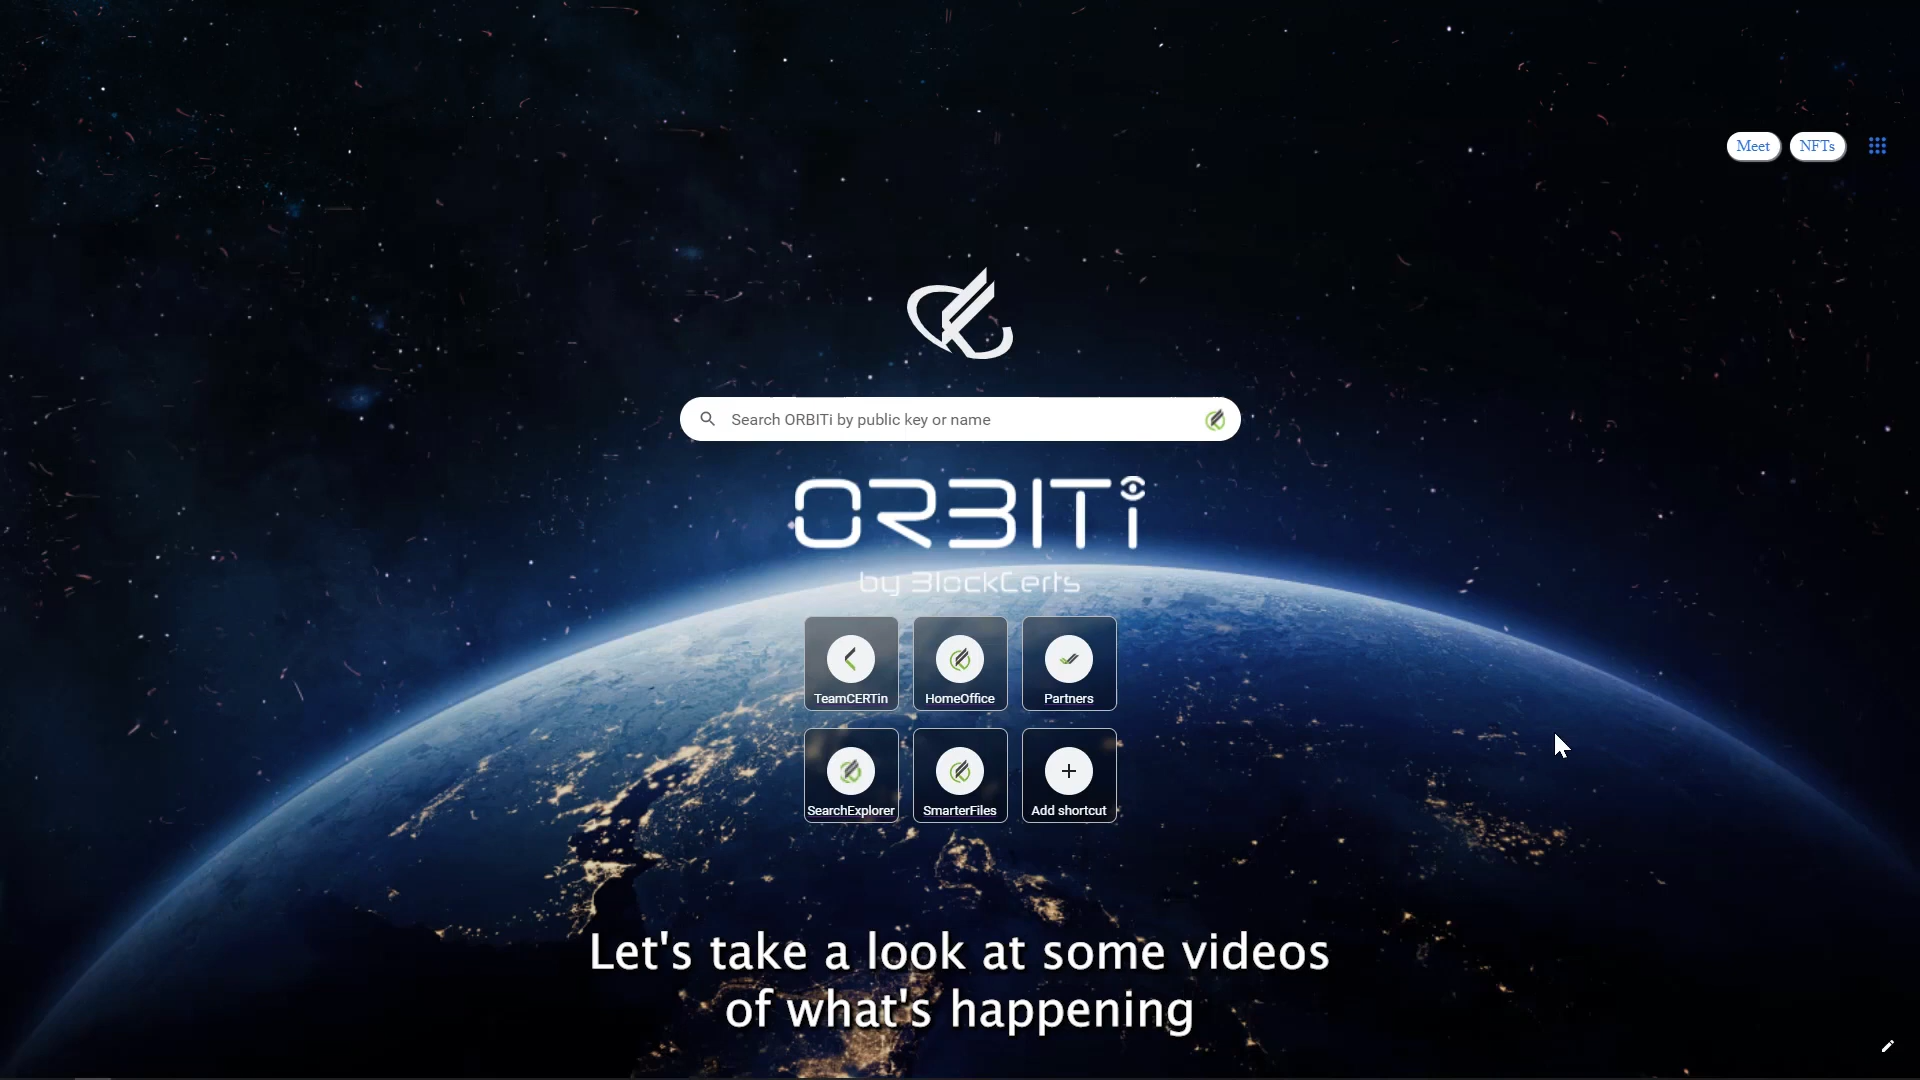 Meet NFTs
Search ORBITi by public key or name
ORBITi
by BlockCerts
TeamCERTin HomeOffice Partners
SearchExplorer SmarterFiles Add shortcut
Let's take a look at some videos
of what's happening